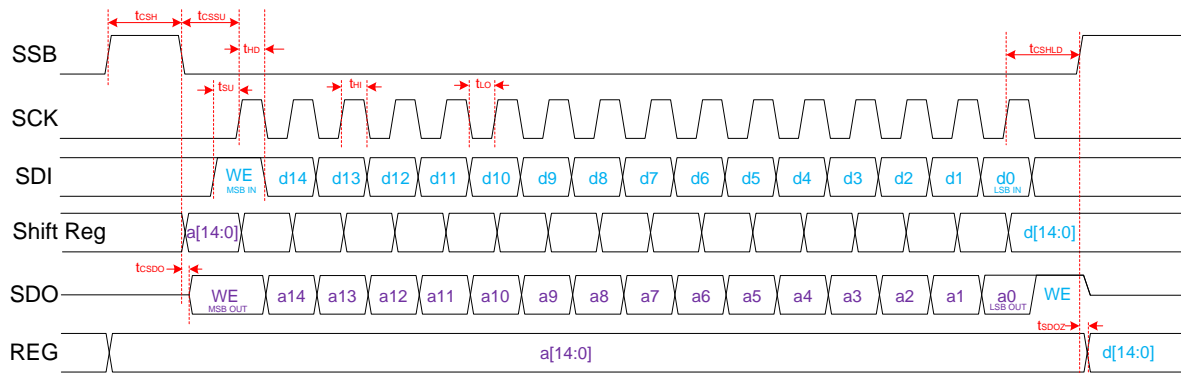 tCSH tCSSU
SSB tHD tCSHLD
tSU tHI tLO
SCK
SDI WE d14 d13 d12 d11 d10 d9 d8 d7 d6 d5 d4 d3 d2 d1 d0
MSB IN LSB IN
Shift Reg a[14:0] d[14:0]
tCSDO
SDO WE a14 a13 a12 a11 a10 a9 a8 a7 a6 a5 a4 a3 a2 a1 a0 WE
MSB OUT LSB OUT
tSDOZ
REG a[14:0] d[14:0]